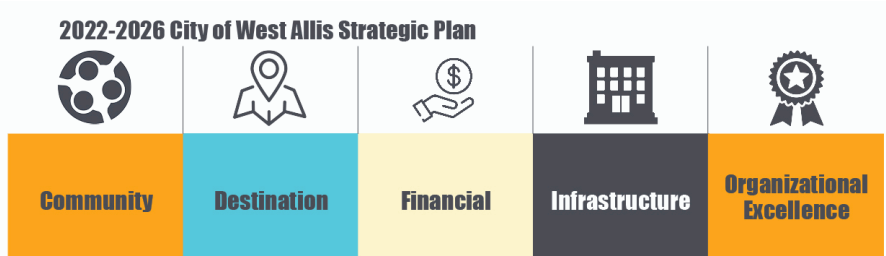 2022-2026 City of West Allis Strategic Plan
$
Community
Destination
Financial
Infrastructure
Organizational
Excellence